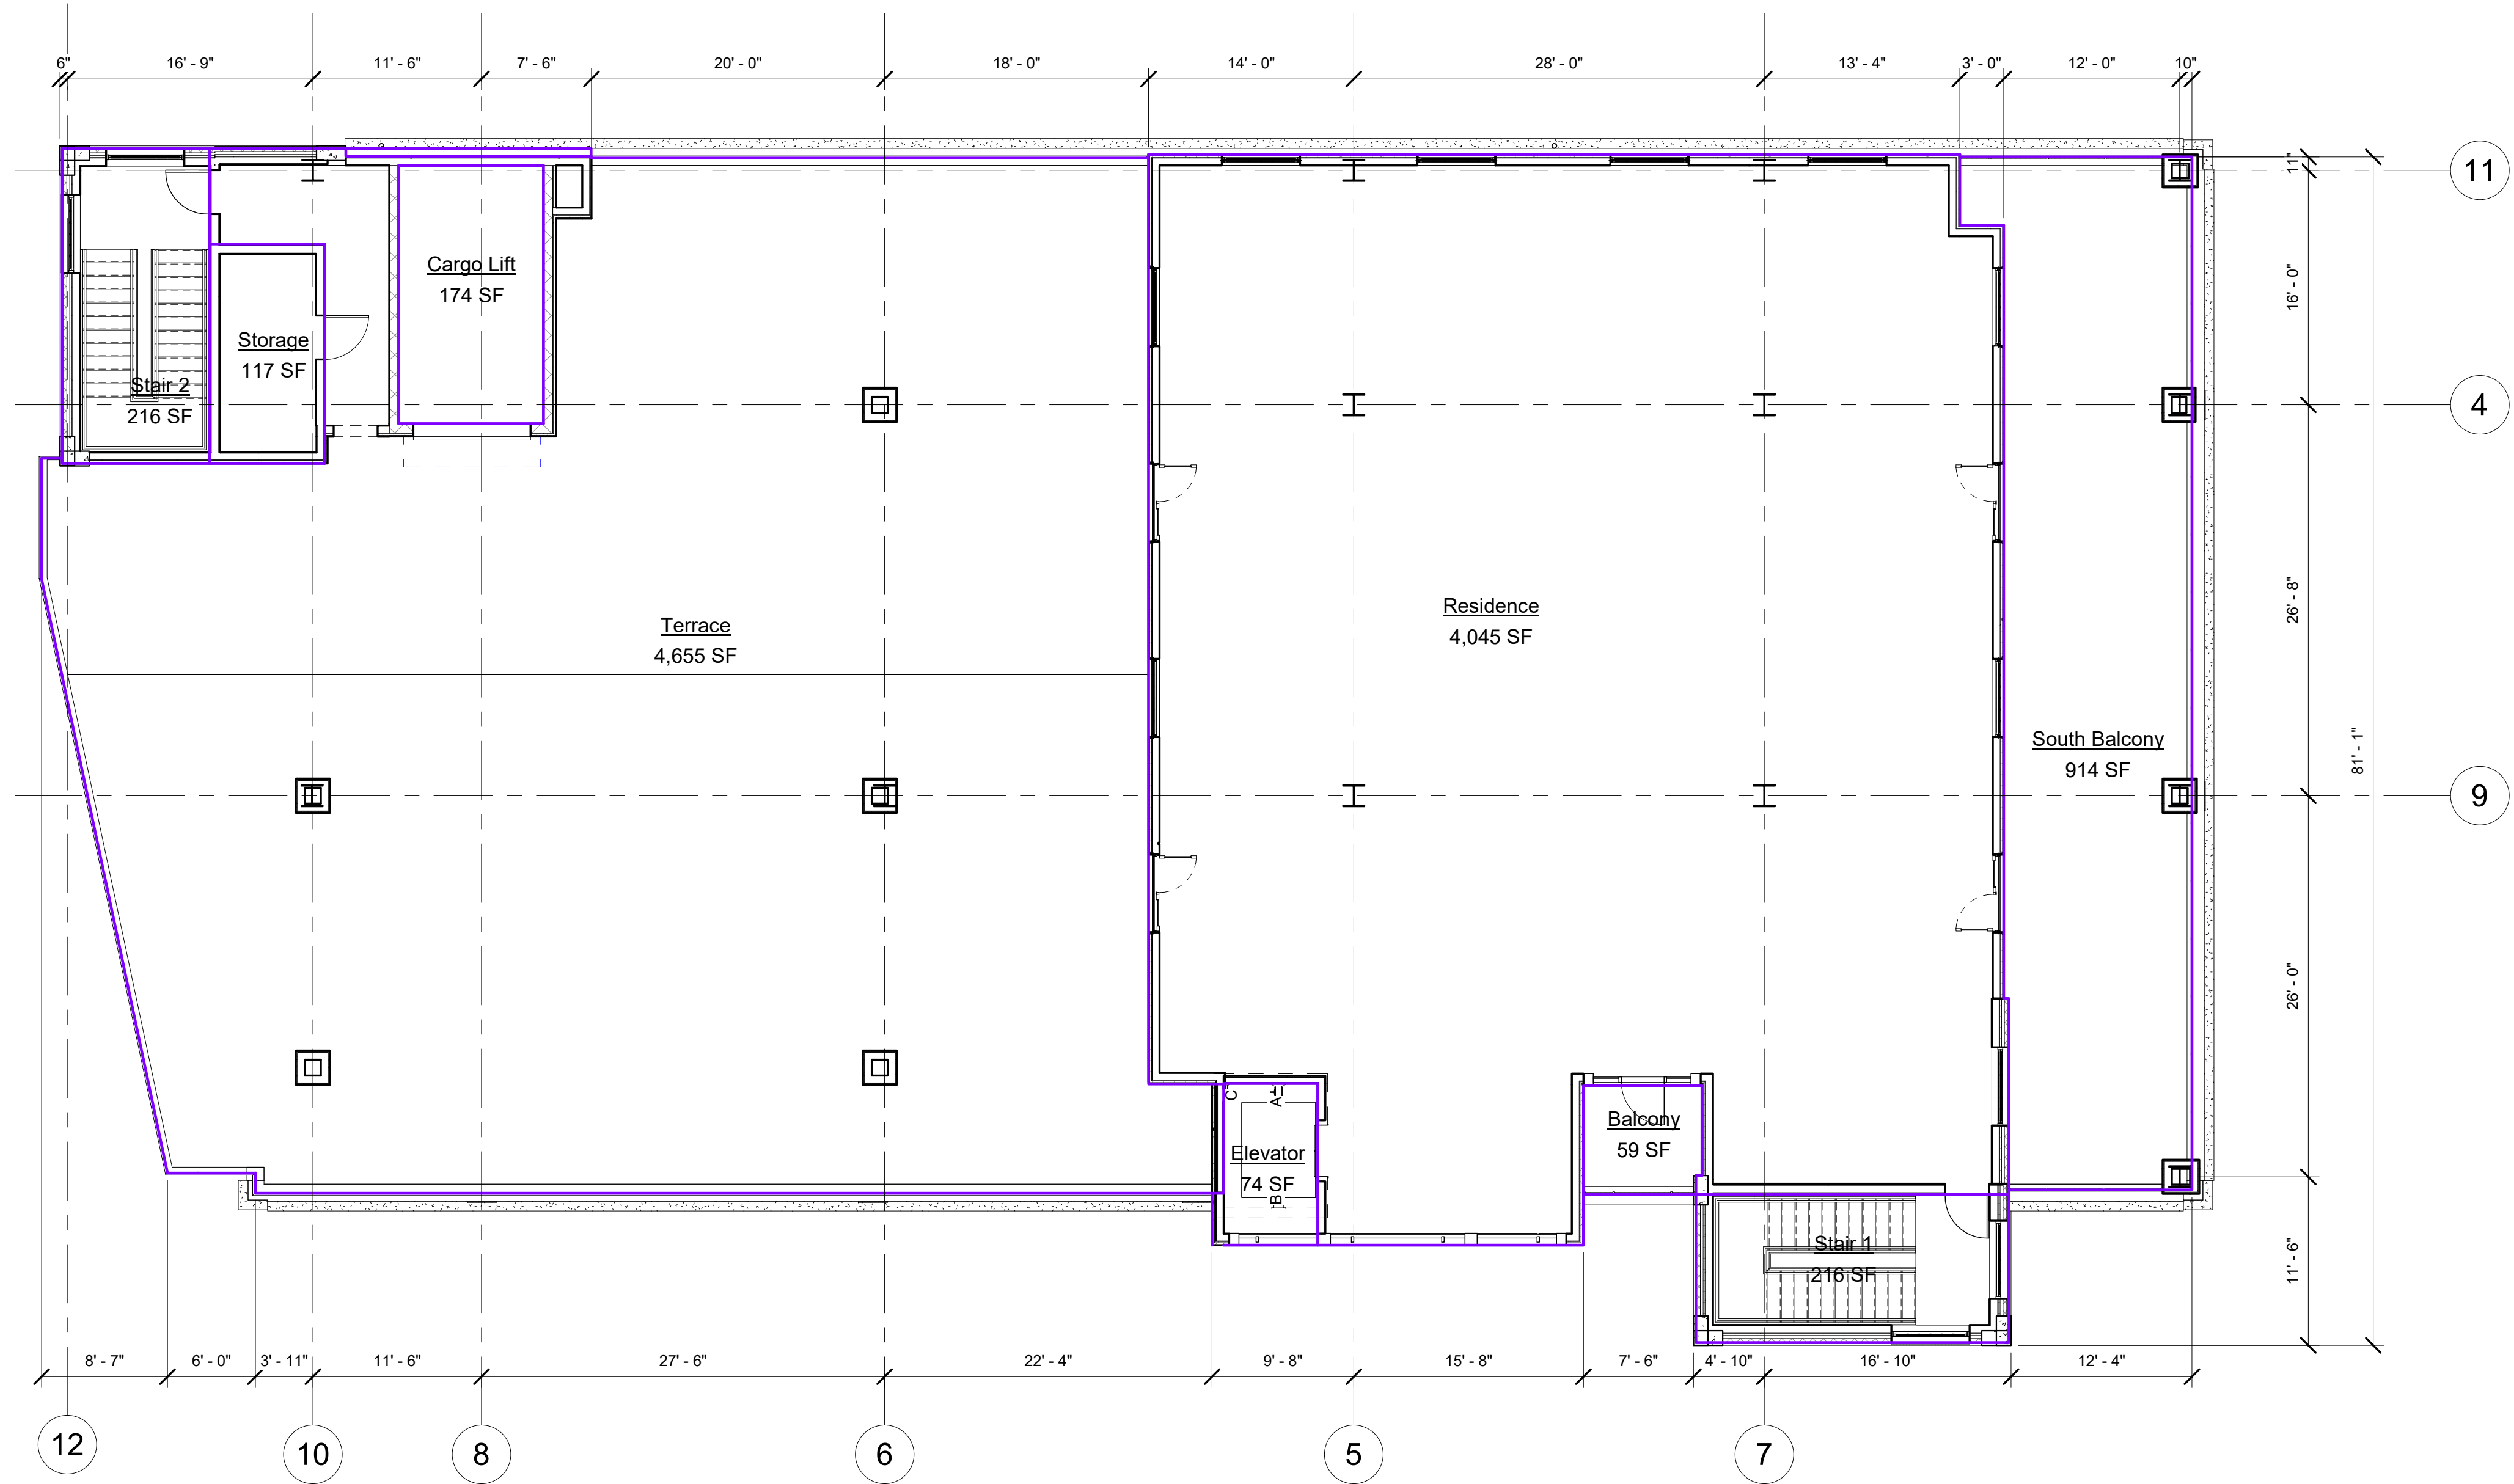 6" 16' - 9" 11' - 6" 7' - 6" 20' - 0" 18' - 0" 14' - 0" 28' - 0" 13' - 4" 3' - 0" 12' - 0" 10"
11
11"
16' - 0"
4
26' - 8"
81' - 1"
9
26' - 0"
11' - 6"
Cargo Lift
174 SF
Storage
117 SF
Stair 2
216 SF
Terrace
4,655 SF
Residence
4,045 SF
South Balcony
914 SF
C
A
Elevator
74 SF
B
Balcony
59 SF
Stair 1
216 SF
8' - 7" 6' - 0" 3' - 11" 11' - 6" 27' - 6" 22' - 4" 9' - 8" 15' - 8" 7' - 6" 4' - 10" 16' - 10" 12' - 4"
12 10 8 6 5 7